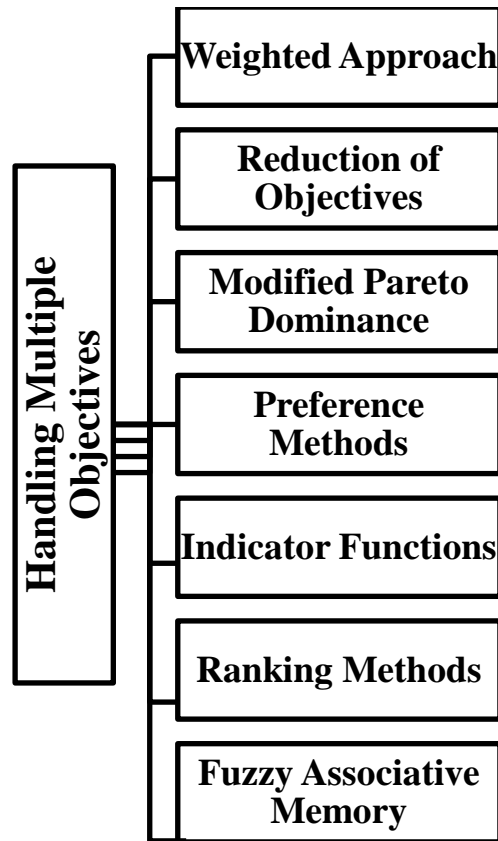 Handling Multiple
Objectives
Weighted Approach
Reduction of
Objectives
Modified Pareto
Dominance
Preference
Methods
Indicator Functions
Ranking Methods
Fuzzy Associative
Memory